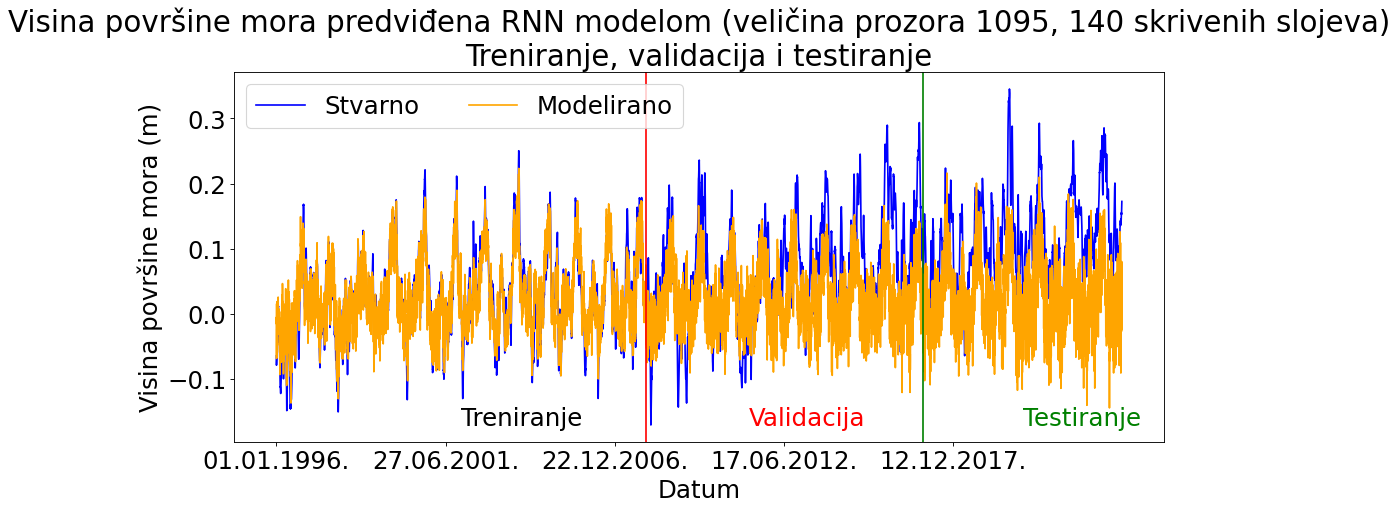 Visina površine mora predviđena RNN modelom (veličina prozora 1095, 140 skrivenih slojeva)
Treniranje, validacija i testiranje
Stvarno Modelirano
Visina površine mora (m)
0.3
0.2
0.1
0.0
−0.1
Treniranje Validacija Testiranje
01.01.1996. 27.06.2001. 22.12.2006. 17.06.2012. 12.12.2017.
Datum